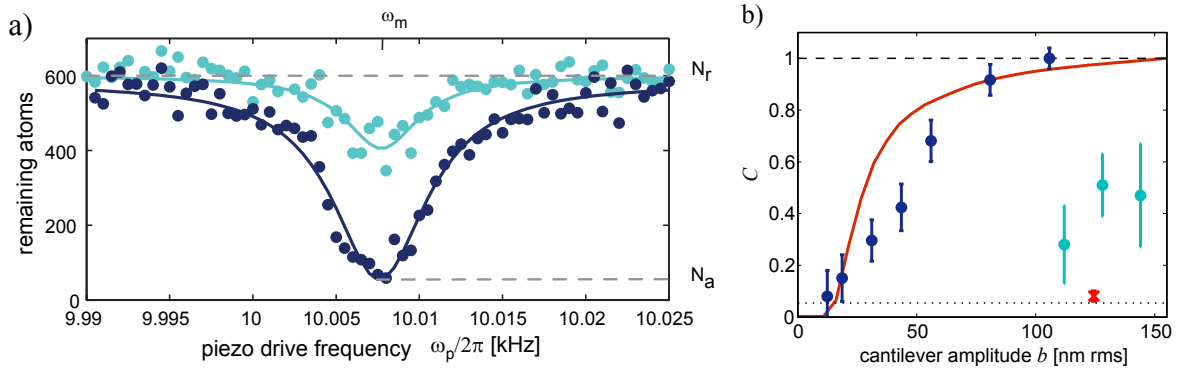 a)
ω_m
600
400
200
0
remaining atoms
N_r
N_a
9.99
9.995
10
10.005
10.01
10.015
10.02
10.025
piezo drive frequency ω_p/2π [kHz]
b)
1
0.8
0.6
0.4
0.2
0
C
0
50
100
150
cantilever amplitude b [nm rms]